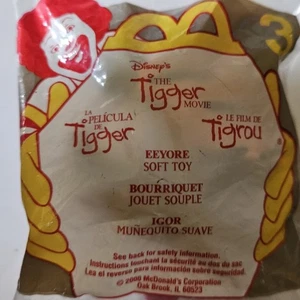 3
Disney's
THE
Tigger
MOVIE
LA
PELÍCULA
DE
Tigger
LE FILM DE
Tigrou
EEYORE
SOFT TOY
BOURRIQUET
JOUET SOUPLE
IGOR
MUÑEQUITO SUAVE
See back for safety information.
Instructions touchant la sécurité au dos du sac
Lea el reverso para información sobre seguridad.
© 2000 McDonald's Corporation
Oak Brook, IL 60523